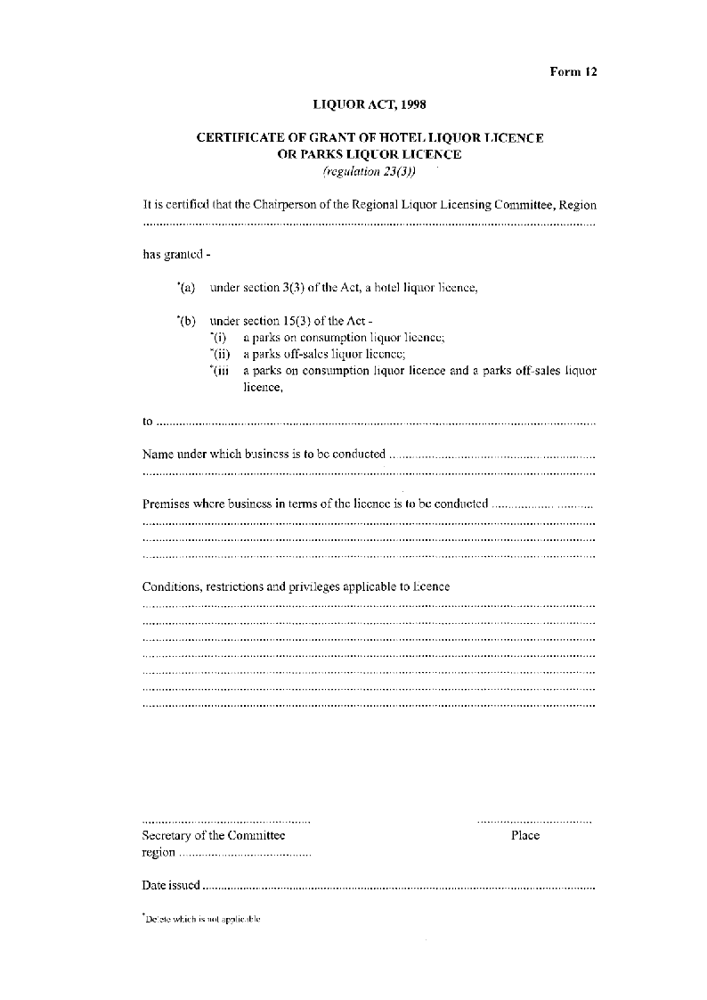 Form 12
LIQUOR ACT, 1998
CERTIFICATE OF GRANT OF HOTEL LIQUOR LICENCE
OR PARKS LIQUOR LICENCE
(regulation 23(3))
It is certified that the Chairperson of the Regional Liquor Licensing Committee, Region
................................................................
has granted -
*(a) under section 3(3) of the Act, a hotel liquor licence,
*(b) under section 15(3) of the Act -
*(i) a parks on consumption liquor licence;
*(ii) a parks off-sales liquor licence;
*(iii a parks on consumption liquor licence and a parks off-sales liquor
licence,
to ................................................................
Name under which business is to be conducted ................................
................................................................
Premises where business in terms of the licence is to be conducted ................
................................................................
................................................................
................................................................
Conditions, restrictions and privileges applicable to licence
................................................................
................................................................
................................................................
................................................................
................................................................
................................................................
................................................................
................................ ................................
Secretary of the Committee Place
region ................................
Date issued ................................................................
*Delete which is not applicable